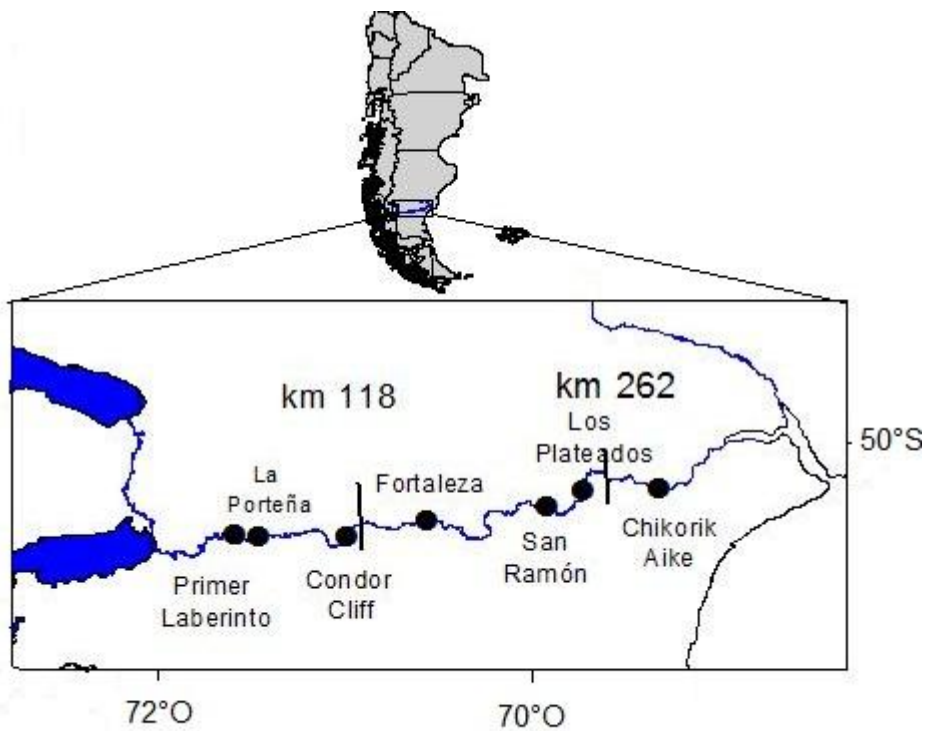 km 118
km 262
Los
Plateados
La
Porteña
Fortaleza
50°S
Primer
Laberinto
Condor
Cliff
San
Ramón
Chikorik
Aike
72°O
70°O